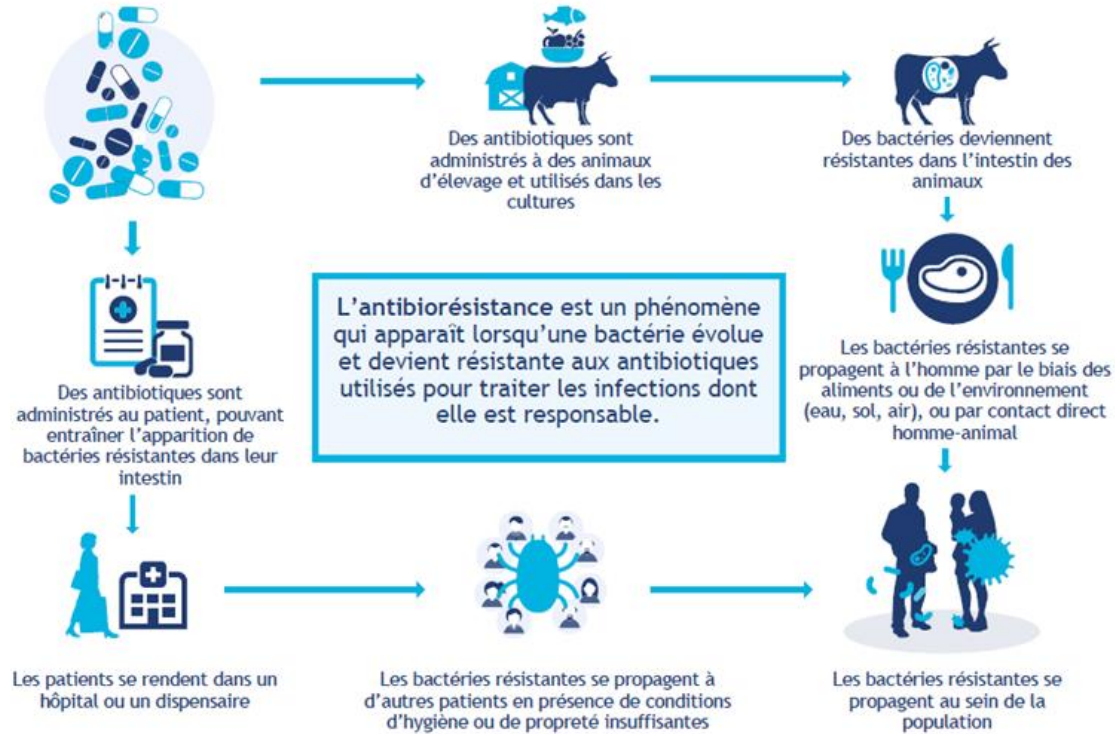 Des antibiotiques sont
administrés à des animaux
d'élevage et utilisés dans les
cultures
Des bactéries deviennent
résistantes dans l'intestin des
animaux
L'antibiorésistance est un phénomène
qui apparaît lorsqu'une bactérie évolue
et devient résistante aux antibiotiques
utilisés pour traiter les infections dont
elle est responsable.
Des antibiotiques sont
administrés au patient, pouvant
entraîner l'apparition de
bactéries résistantes dans leur
intestin
Les bactéries résistantes se
propagent à l'homme par le biais des
aliments ou de l'environnement
(eau, sol, air), ou par contact direct
homme-animal
Les patients se rendent dans un
hôpital ou un dispensaire
Les bactéries résistantes se propagent à
d'autres patients en présence de conditions
d'hygiène ou de propreté insuffisantes
Les bactéries résistantes se
propagent au sein de la
population